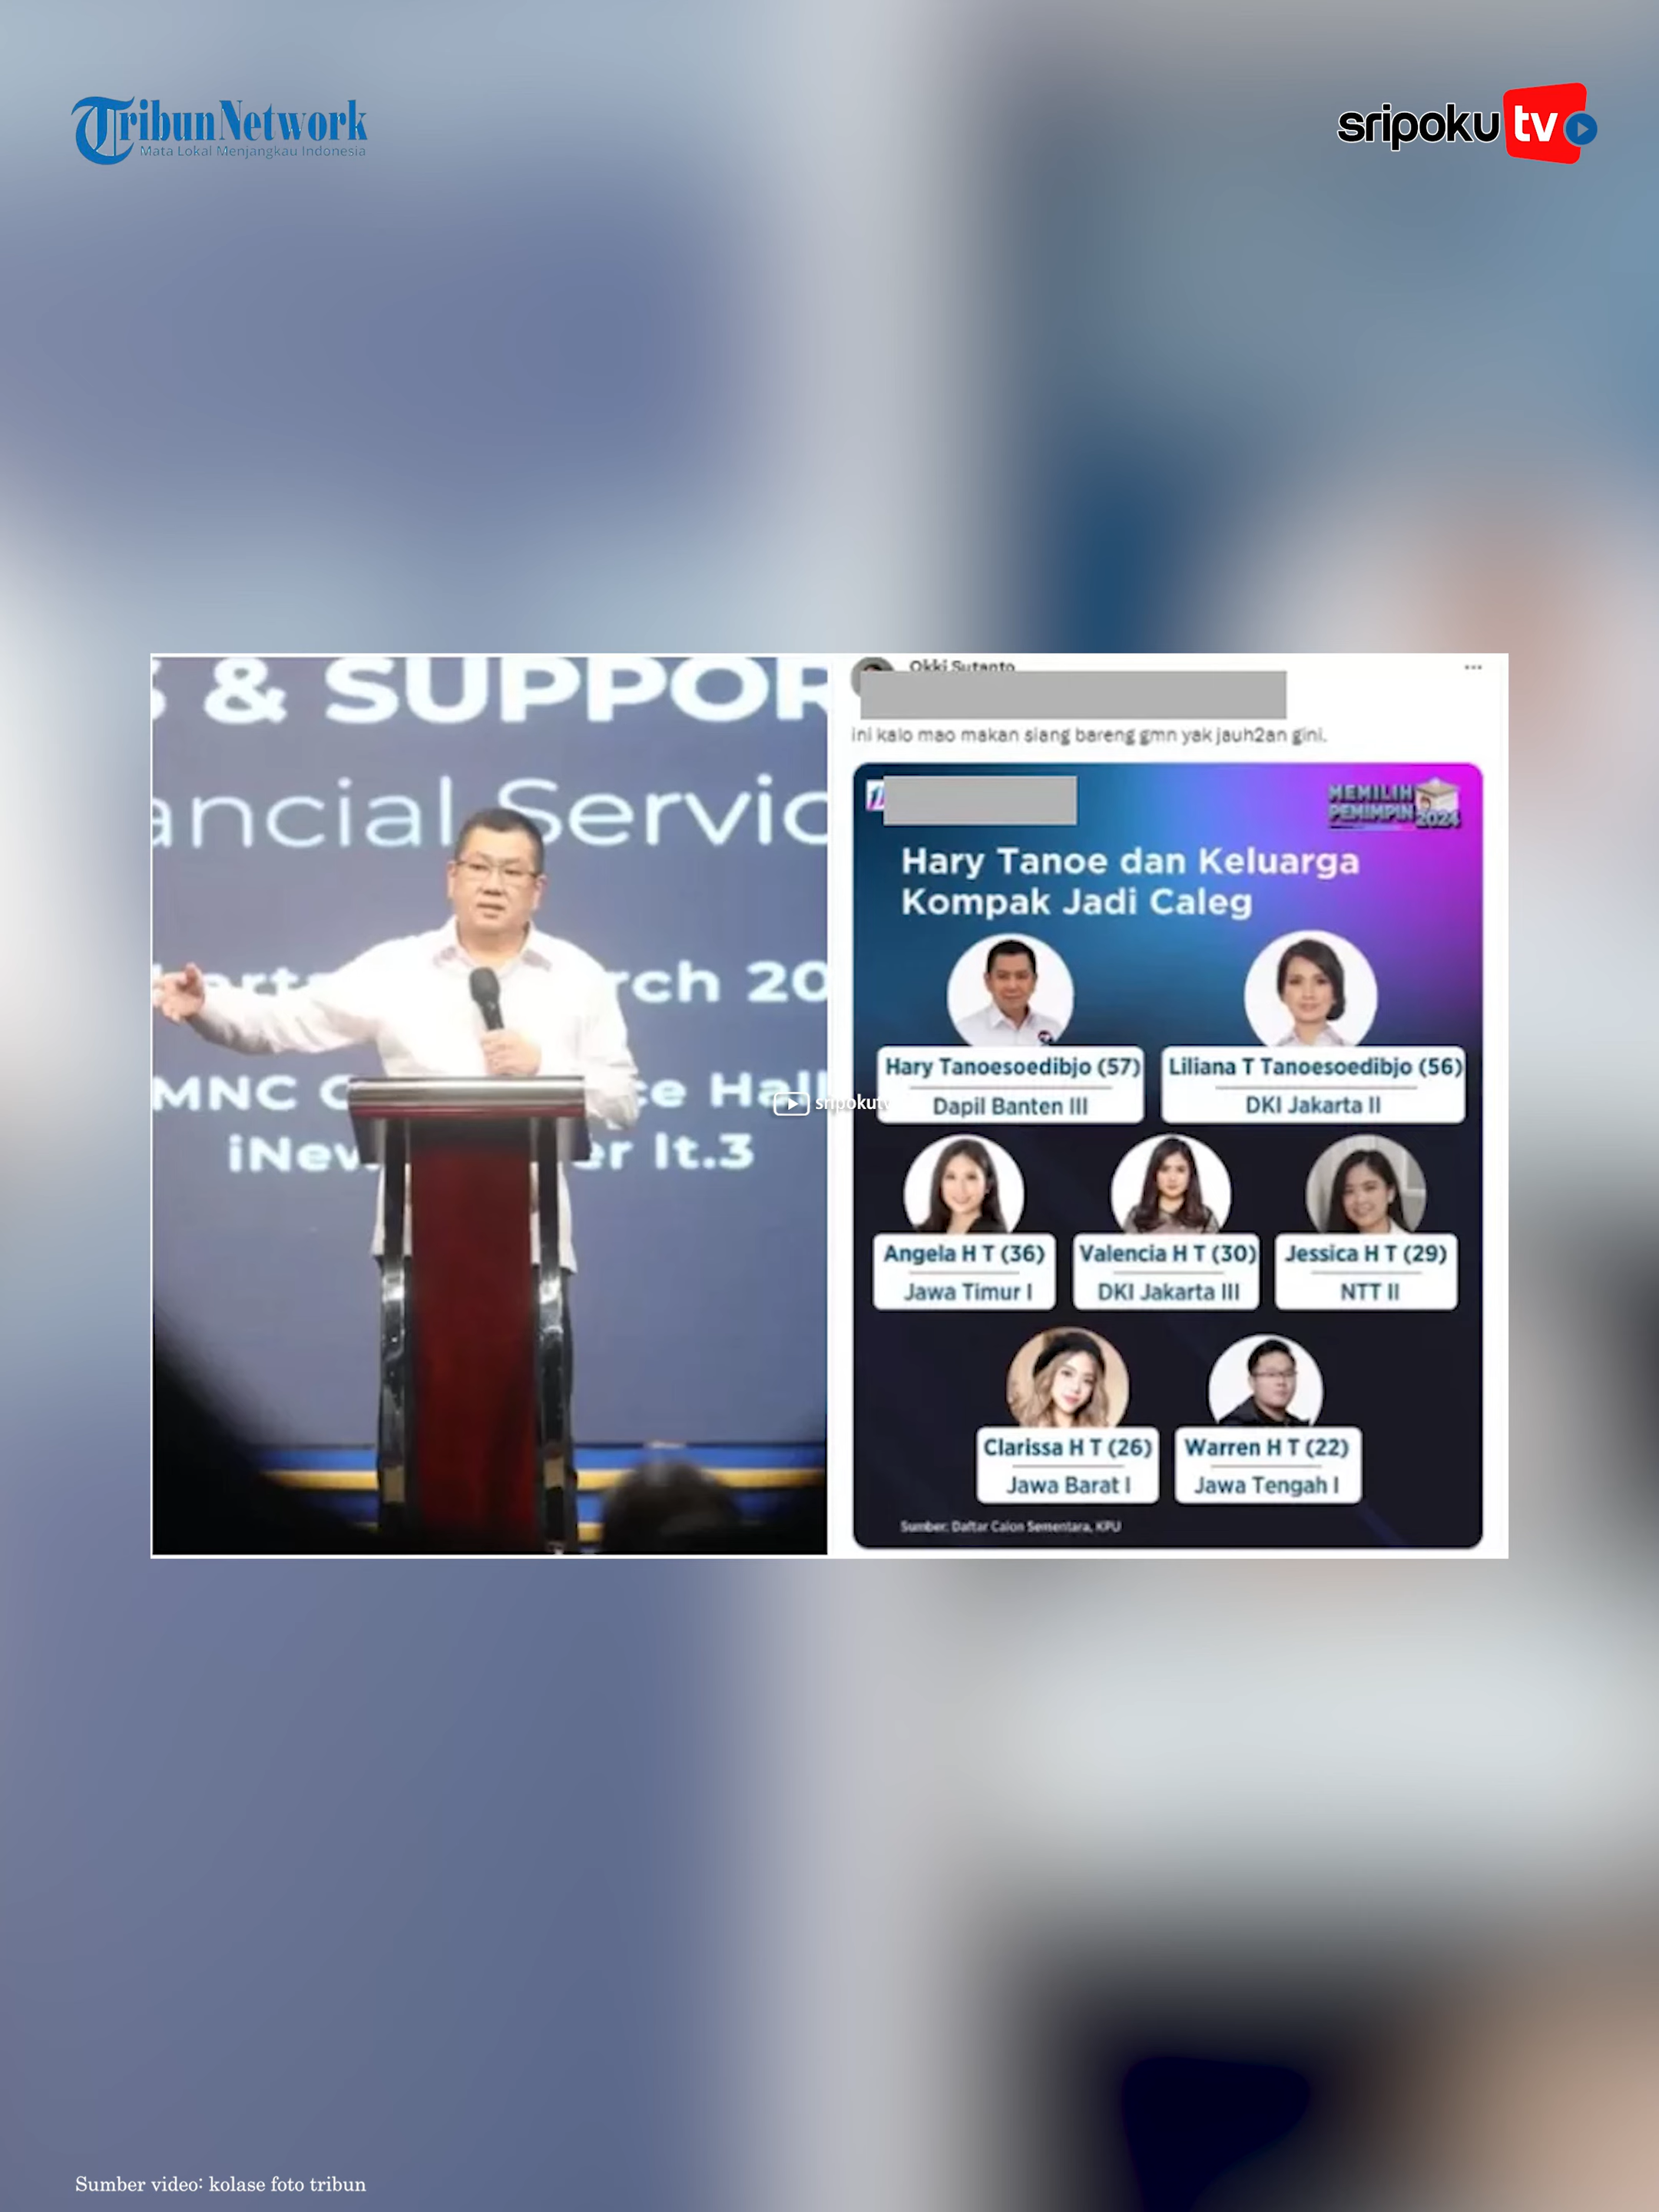 TribunNetwork
Mata Lokal Menjangkau Indonesia
sripoku tv
& SUPPOR
ancial Servic
rch 20
MNC
ce Hall
iNew
er lt.3
sripokutv
Okki Sutanto
ini kalo mao makan siang bareng gmn yak jauh2an gini.
MEMILIH
PEMIMPIN
2024
Hary Tanoe dan Keluarga
Kompak Jadi Caleg
Hary Tanoesoedibjo (57)
Dapil Banten III
Liliana T Tanoesoedibjo (56)
DKI Jakarta II
Angela H T (36)
Jawa Timur I
Valencia H T (30)
DKI Jakarta III
Jessica H T (29)
NTT II
Clarissa H T (26)
Jawa Barat I
Warren H T (22)
Jawa Tengah I
Sumber: Daftar Calon Sementara, KPU
Sumber video: kolase foto tribun